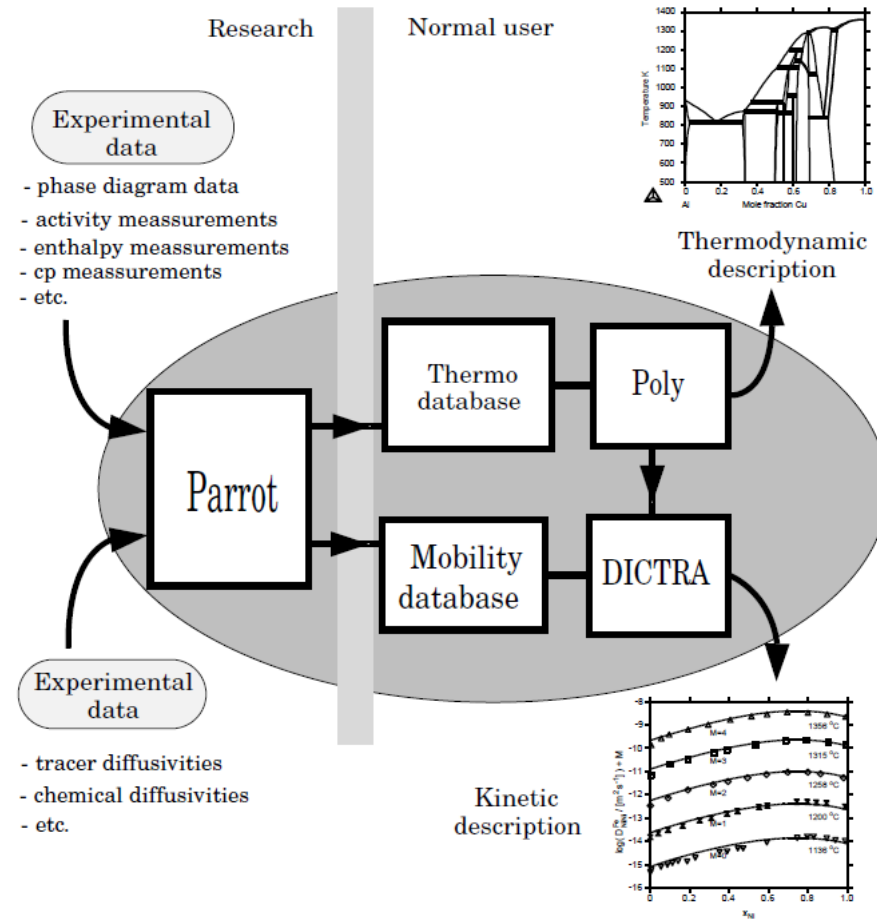 Research
Normal user
Experimental
data
- phase diagram data
- activity meassurements
- enthalpy meassurements
- cp meassurements
- etc.
1400
1300
1200
1100
1000
900
800
700
600
500
Temperature K
0
0.2
0.4
0.6
0.8
1.0
Al
Mole fraction Cu
Thermodynamic
description
Thermo
database
Poly
Parrot
Mobility
database
DICTRA
Experimental
data
- tracer diffusivities
- chemical diffusivities
- etc.
Kinetic
description
-8
-9
-10
-11
-12
-13
-14
-15
-16
M=4
1356 °C
M=3
1315 °C
M=2
1258 °C
M=1
1200 °C
M=0
1136 °C
0.0
0.2
0.4
0.6
0.8
1.0
xNi